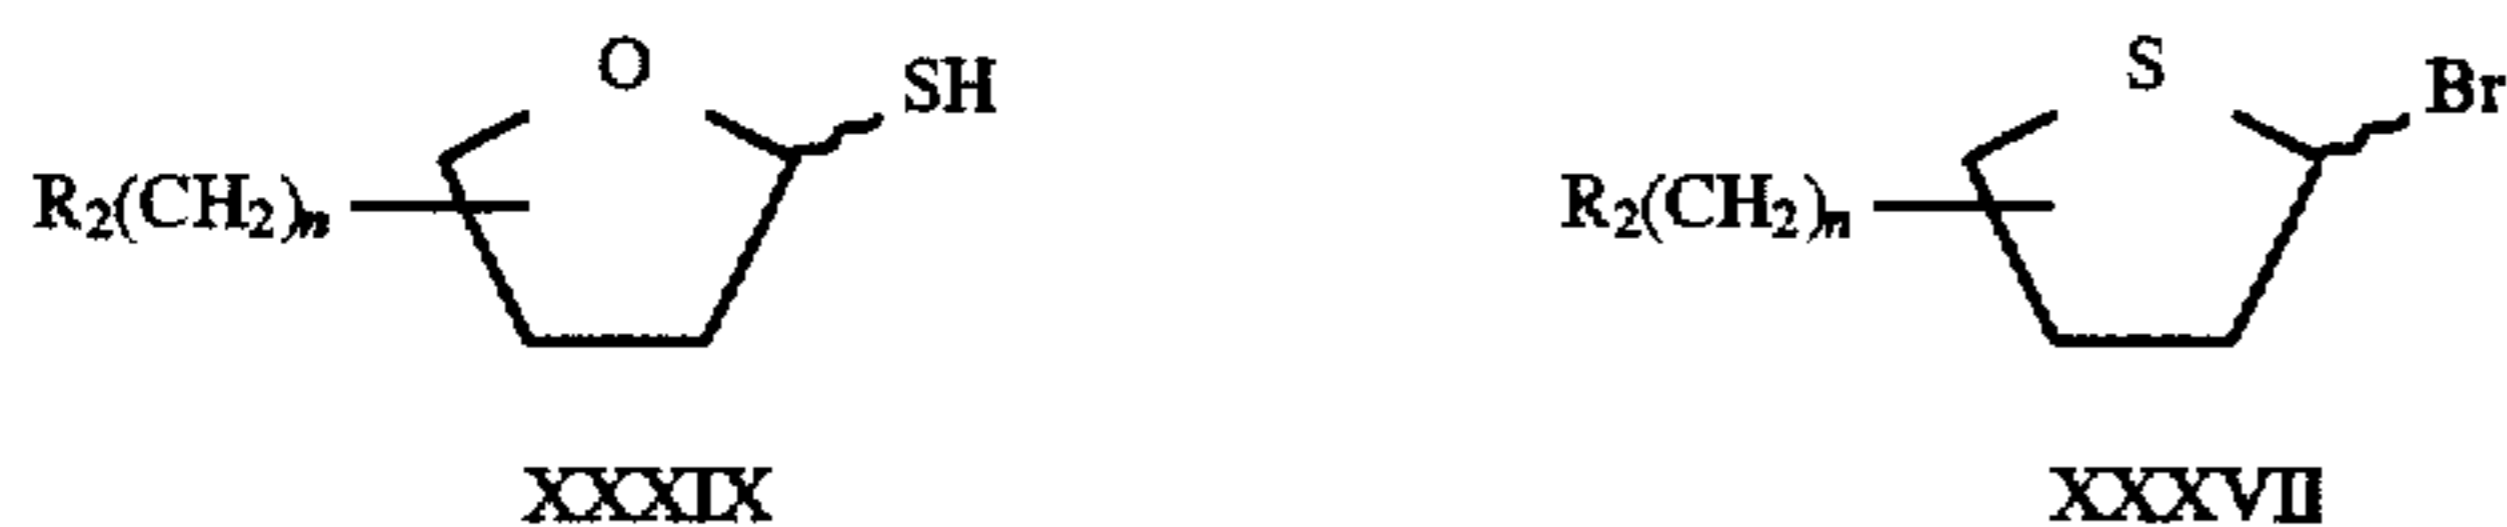 O SH S Br
R₂(CH₂)ₙ R₂(CH₂)ₙ
XXXIX XXXVII